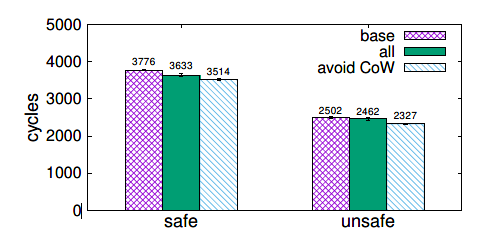 5000
4000
3000
2000
1000
0
cycles
base
all
avoid CoW
3776
3633
3514
2502
2462
2327
safe
unsafe